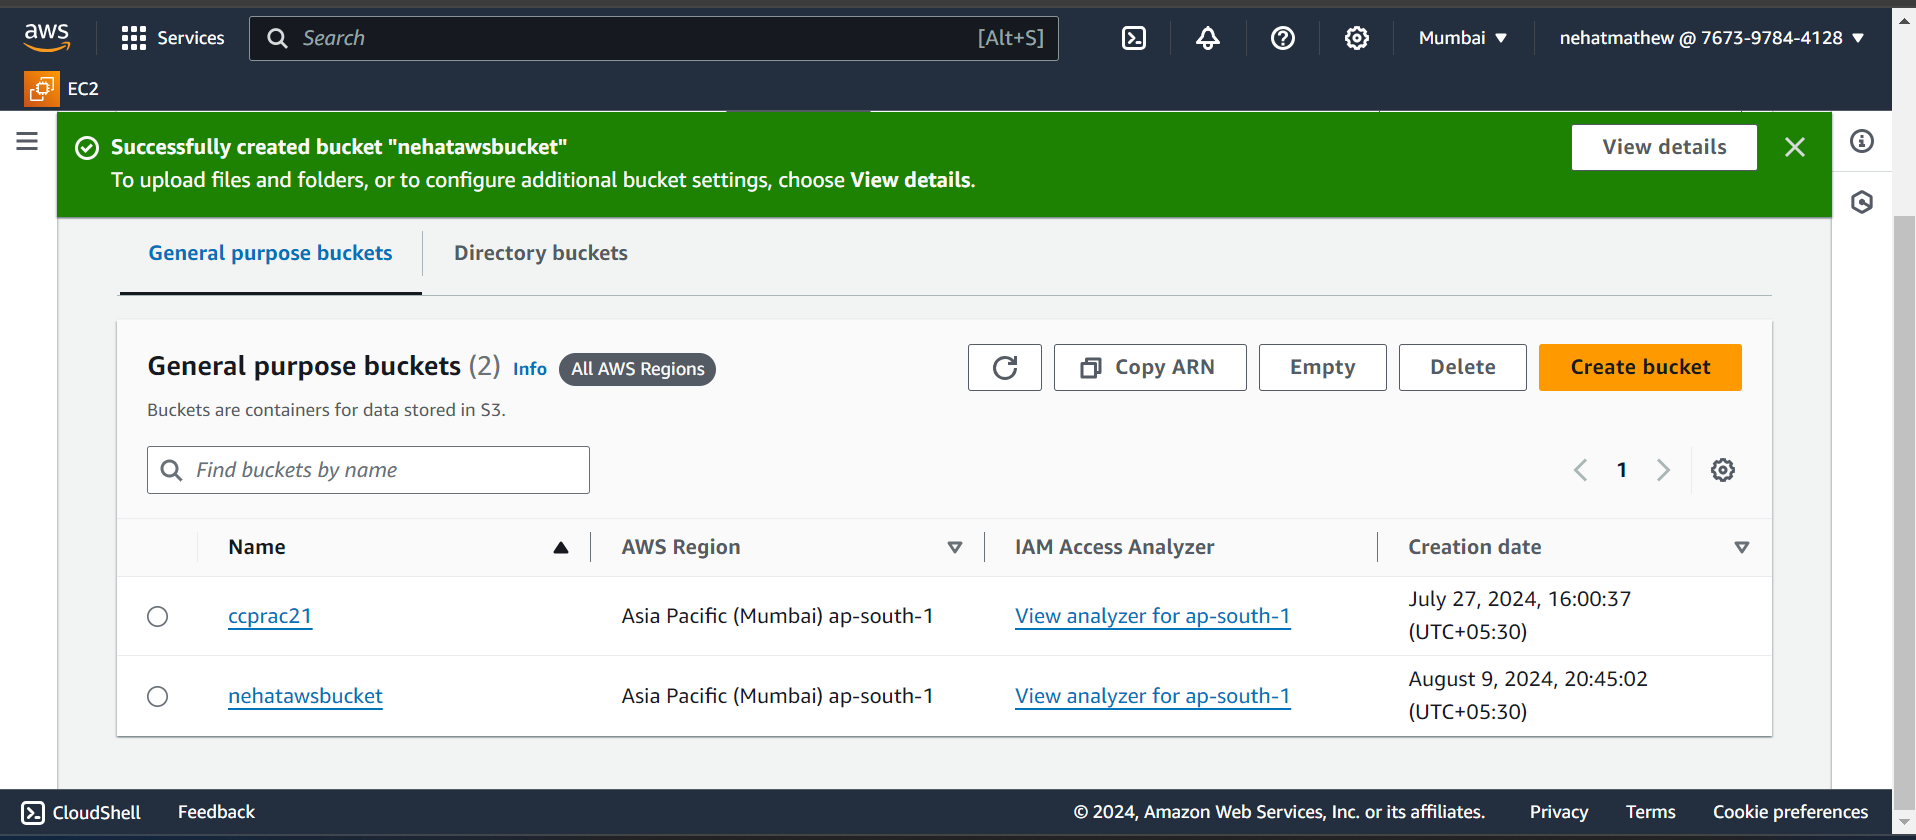 aws
Services
Search
[Alt+S]
Mumbai ▼
nehatmathew @ 7673-9784-4128 ▼
EC2
Successfully created bucket "nehatawsbucket"
To upload files and folders, or to configure additional bucket settings, choose View details.
View details
General purpose buckets
Directory buckets
General purpose buckets (2)
Info
All AWS Regions
Copy ARN
Empty
Delete
Create bucket
Buckets are containers for data stored in S3.
Find buckets by name
1
Name
AWS Region
IAM Access Analyzer
Creation date
ccprac21
Asia Pacific (Mumbai) ap-south-1
View analyzer for ap-south-1
July 27, 2024, 16:00:37
(UTC+05:30)
nehatawsbucket
Asia Pacific (Mumbai) ap-south-1
View analyzer for ap-south-1
August 9, 2024, 20:45:02
(UTC+05:30)
CloudShell
Feedback
© 2024, Amazon Web Services, Inc. or its affiliates.
Privacy
Terms
Cookie preferences